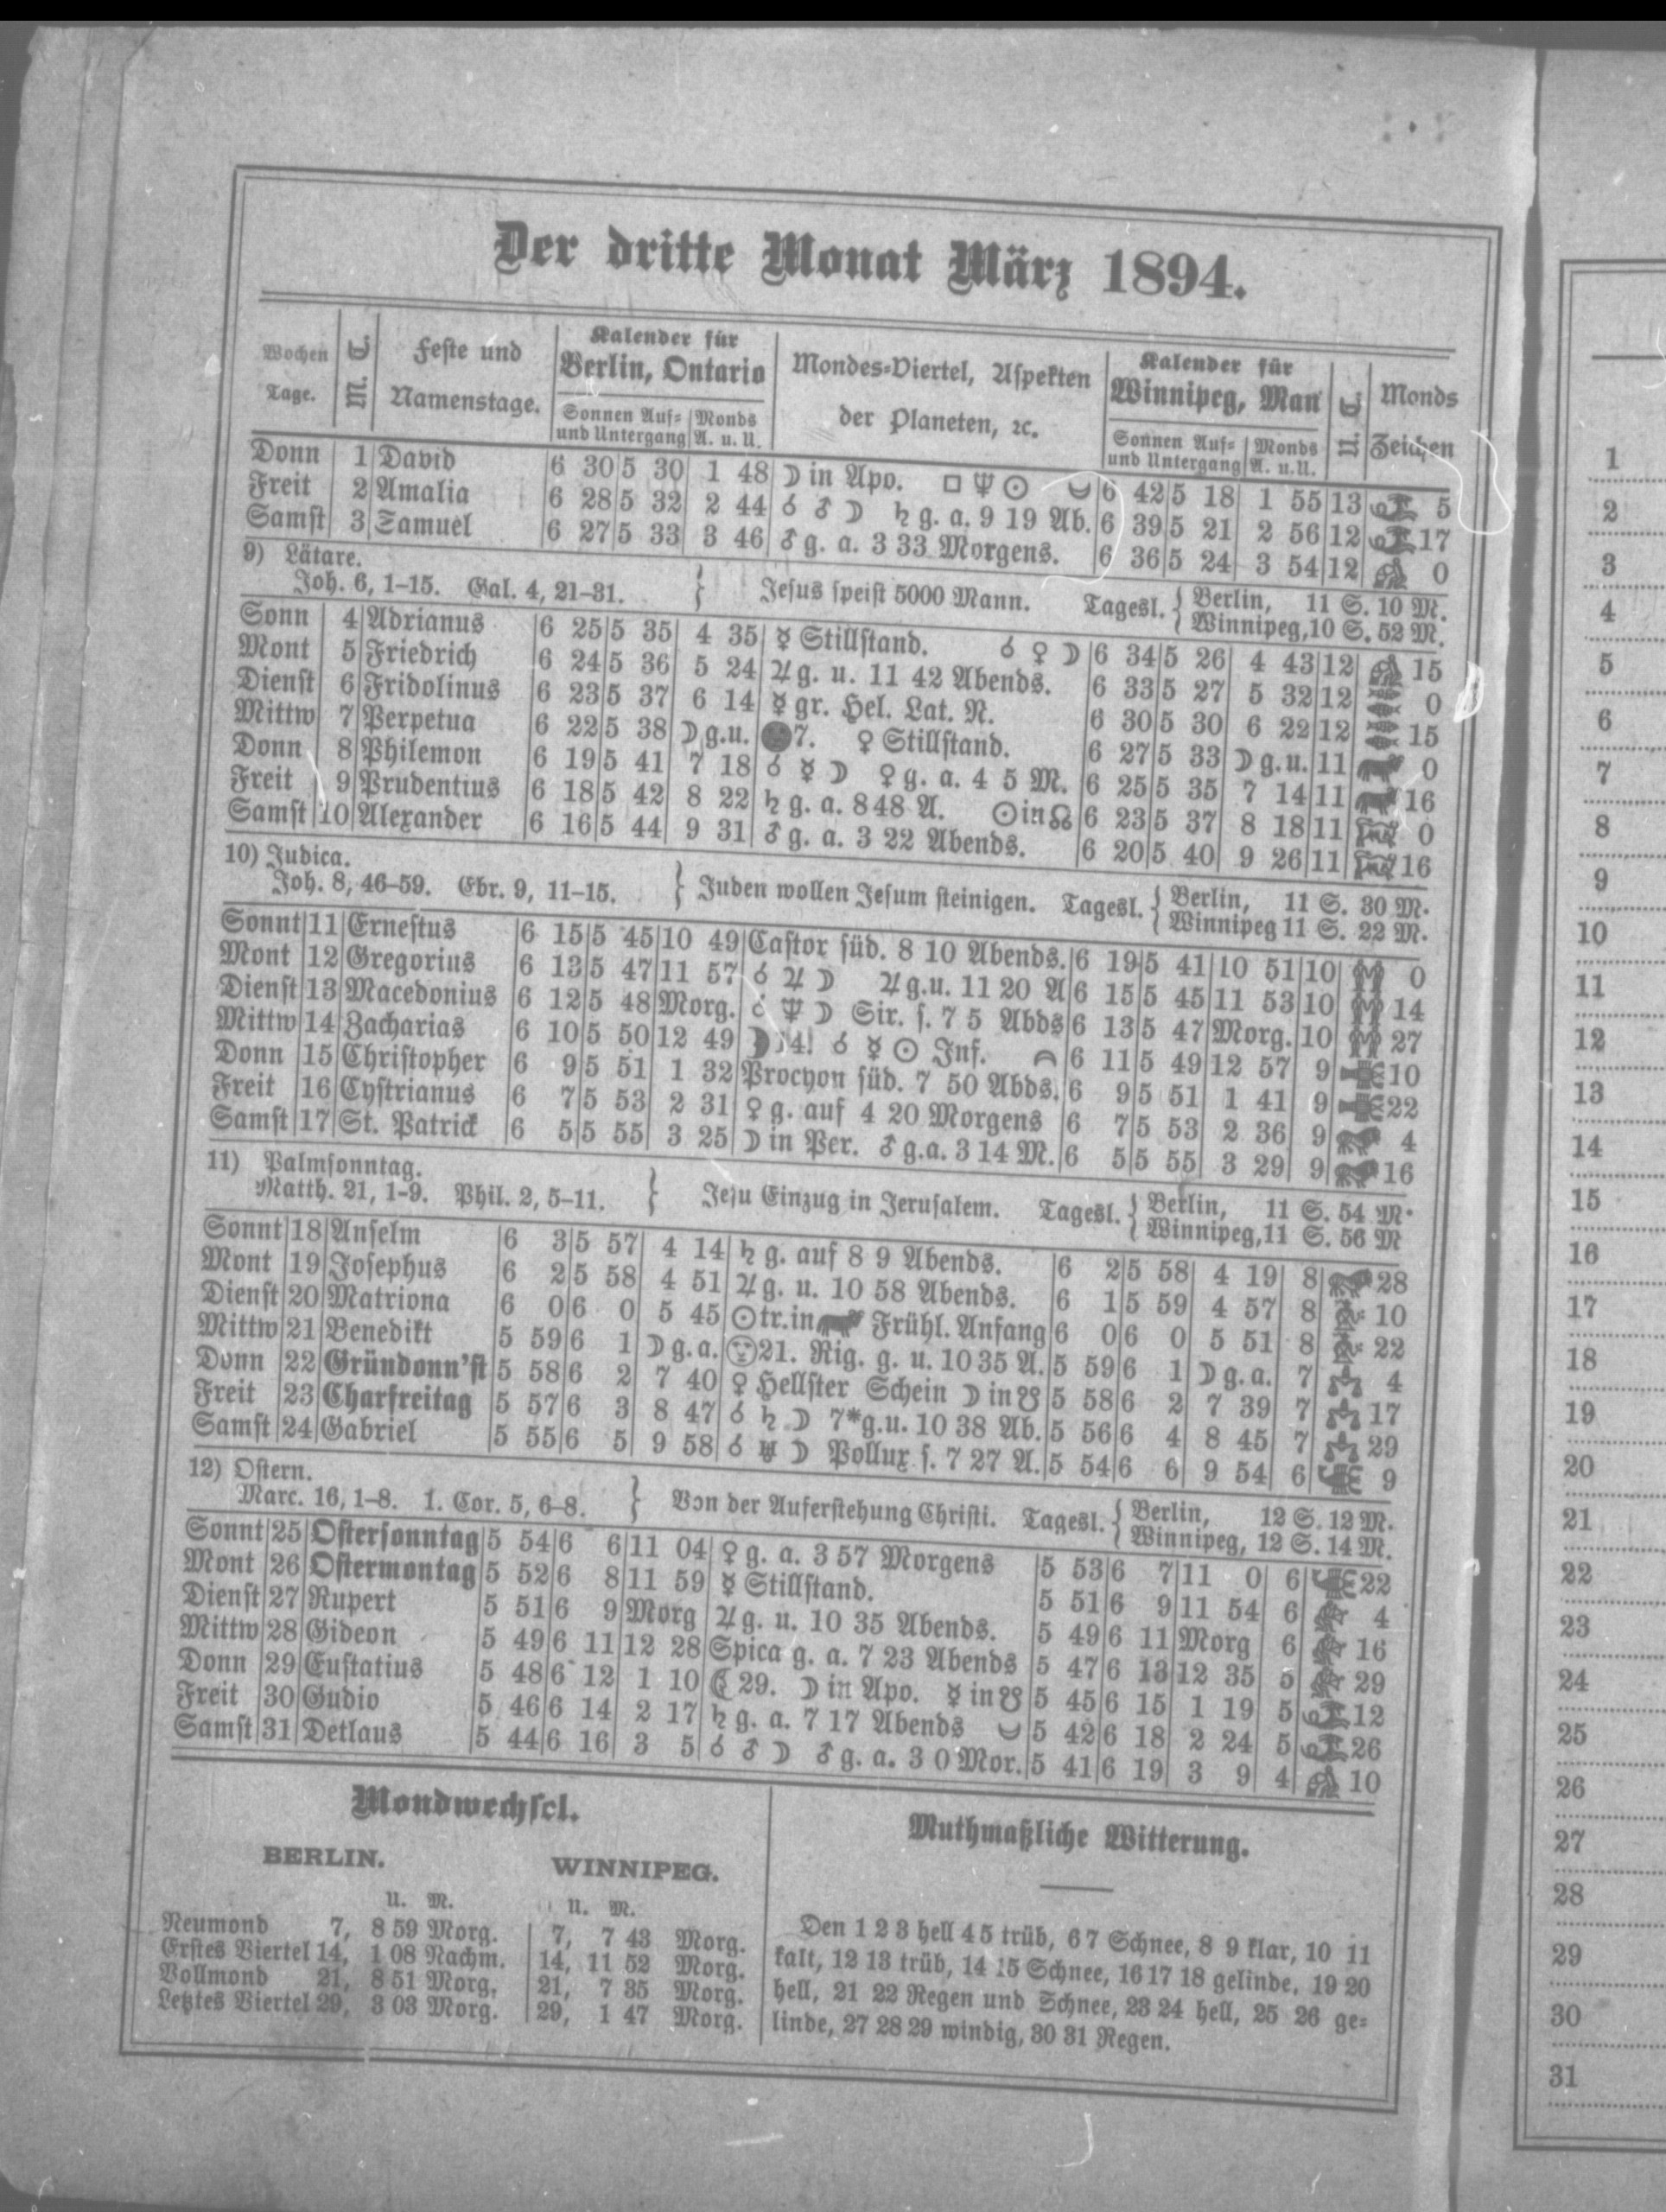 Der dritte Monat März 1894.
Wochen Tage. | M. T. | Feste und Namenstage. | Kalender für Berlin, Ontario | Mondes-Viertel, Aspekten der Planeten, ꝛc. | Kalender für Winnipeg, Man | U. T. | Monds Zeichen
Sonnen Auf- und Untergang | Monds A. u. U. | Sonnen Auf- und Untergang | Monds A. u. U.
Donn 1 David 6 30 5 30 1 48 ☽ in Apo. □ ♆ ☉ 6 42 5 18 1 55 13 5
Freit 2 Amalia 6 28 5 32 2 44 ☌ ♂ ☽ ♄ g. a. 9 19 Ab. 6 39 5 21 2 56 12 17
Samst 3 Samuel 6 27 5 33 3 46 ♂ g. a. 3 33 Morgens. 6 36 5 24 3 54 12 0
9) Lätare.
Joh. 6, 1–15. Gal. 4, 21–31. } Jesus speist 5000 Mann. Tagesl. { Berlin, 11 S. 10 M.
Winnipeg, 10 S. 52 M.
Sonn 4 Adrianus 6 25 5 35 4 35 ☿ Stillstand. ☌ ♀ ☽ 6 34 5 26 4 43 12 15
Mont 5 Friedrich 6 24 5 36 5 24 ♃ g. u. 11 42 Abends. 6 33 5 27 5 32 12 0
Dienst 6 Fridolinus 6 23 5 37 6 14 ☿ gr. Hel. Lat. N. 6 30 5 30 6 22 12 15
Mittw 7 Perpetua 6 22 5 38 ☽ g.u. ● 7. ♀ Stillstand. 6 27 5 33 ☽ g.u. 11 0
Donn 8 Philemon 6 19 5 41 7 18 ☌ ☿ ☽ ♀ g. a. 4 5 M. 6 25 5 35 7 14 11 16
Freit 9 Prudentius 6 18 5 42 8 22 ♄ g. a. 8 48 A. ☉ in ☊ 6 23 5 37 8 18 11 0
Samst 10 Alexander 6 16 5 44 9 31 ♂ g. a. 3 22 Abends. 6 20 5 40 9 26 11 16
10) Judica.
Joh. 8, 46–59. Ebr. 9, 11–15. } Juden wollen Jesum steinigen. Tagesl. { Berlin, 11 S. 30 M.
Winnipeg 11 S. 22 M.
Sonnt 11 Ernestus 6 15 5 45 10 49 Castor süd. 8 10 Abends. 6 19 5 41 10 51 10 0
Mont 12 Gregorius 6 13 5 47 11 57 ☌ ♃ ☽ ♃ g.u. 11 20 A 6 15 5 45 11 53 10 14
Dienst 13 Macedonius 6 12 5 48 Morg. ☌ ♆ ☽ Sir. s. 7 5 Abds 6 13 5 47 Morg. 10 27
Mittw 14 Zacharias 6 10 5 50 12 49 ☽ 14. ☌ ☿ ☉ Inf. 6 11 5 49 12 57 9 10
Donn 15 Christopher 6 9 5 51 1 32 Procyon süd. 7 50 Abds. 6 9 5 51 1 41 9 22
Freit 16 Cystrianus 6 7 5 53 2 31 ♀ g. auf 4 20 Morgens 6 7 5 53 2 36 9 4
Samst 17 St. Patrick 6 5 5 55 3 25 ☽ in Per. ♂ g.a. 3 14 M. 6 5 5 55 3 29 9 16
11) Palmsonntag.
Matth. 21, 1-9. Phil. 2, 5–11. } Jesu Einzug in Jerusalem. Tagesl. { Berlin, 11 S. 54 M.
Winnipeg, 11 S. 56 M
Sonnt 18 Anselm 6 3 5 57 4 14 ♄ g. auf 8 9 Abends. 6 2 5 58 4 19 8 28
Mont 19 Josephus 6 2 5 58 4 51 ♃ g. u. 10 58 Abends. 6 1 5 59 4 57 8 10
Dienst 20 Matriona 6 0 6 0 5 45 ☉ tr. in Frühl. Anfang 6 0 6 0 5 51 8 22
Mittw 21 Benedikt 5 59 6 1 ☽ g. a. 21. Rig. g. u. 10 35 A. 5 59 6 1 ☽ g. a. 7 4
Donn 22 Gründonn'st 5 58 6 2 7 40 ♀ Hellster Schein ☽ in ☋ 5 58 6 2 7 39 7 17
Freit 23 Charfreitag 5 57 6 3 8 47 ☌ ♄ ☽ 7* g.u. 10 38 Ab. 5 56 6 4 8 45 7 29
Samst 24 Gabriel 5 55 6 5 9 58 ☌ ♅ ☽ Pollux s. 7 27 A. 5 54 6 6 9 54 6 9
12) Ostern.
Marc. 16, 1–8. 1. Cor. 5, 6–8. } Von der Auferstehung Christi. Tagesl. { Berlin, 12 S. 12 M.
Winnipeg, 12 S. 14 M.
Sonnt 25 Ostersonntag 5 54 6 6 11 04 ♀ g. a. 3 57 Morgens 5 53 6 7 11 0 6 22
Mont 26 Ostermontag 5 52 6 8 11 59 ☿ Stillstand. 5 51 6 9 11 54 6 4
Dienst 27 Rupert 5 51 6 9 Morg ♃ g. u. 10 35 Abends. 5 49 6 11 Morg 6 16
Mittw 28 Gideon 5 49 6 11 12 28 Spica g. a. 7 23 Abends 5 47 6 13 12 35 5 29
Donn 29 Eustatius 5 48 6 12 1 10 ☾ 29. ☽ in Apo. ☿ in ☋ 5 45 6 15 1 19 5 12
Freit 30 Gudio 5 46 6 14 2 17 ♄ g. a. 7 17 Abends 5 42 6 18 2 24 5 26
Samst 31 Detlaus 5 44 6 16 3 5 ☌ ♂ ☽ ♂ g. a. 3 0 Mor. 5 41 6 19 3 9 4 10
Mondwechsel.
BERLIN. WINNIPEG.
U. M. U. M.
Neumond 7, 8 59 Morg. 7, 7 43 Morg.
Erstes Viertel 14, 1 08 Nachm. 14, 11 52 Morg.
Vollmond 21, 8 51 Morg. 21, 7 35 Morg.
Letztes Viertel 29, 3 03 Morg. 29, 1 47 Morg.
Muthmaßliche Witterung.
Den 1 2 3 hell 4 5 trüb, 6 7 Schnee, 8 9 klar, 10 11
kalt, 12 13 trüb, 14 15 Schnee, 16 17 18 gelinde, 19 20
hell, 21 22 Regen und Schnee, 23 24 hell, 25 26 ge-
linde, 27 28 29 windig, 30 31 Regen.
1
2
3
4
5
6
7
8
9
10
11
12
13
14
15
16
17
18
19
20
21
22
23
24
25
26
27
28
29
30
31